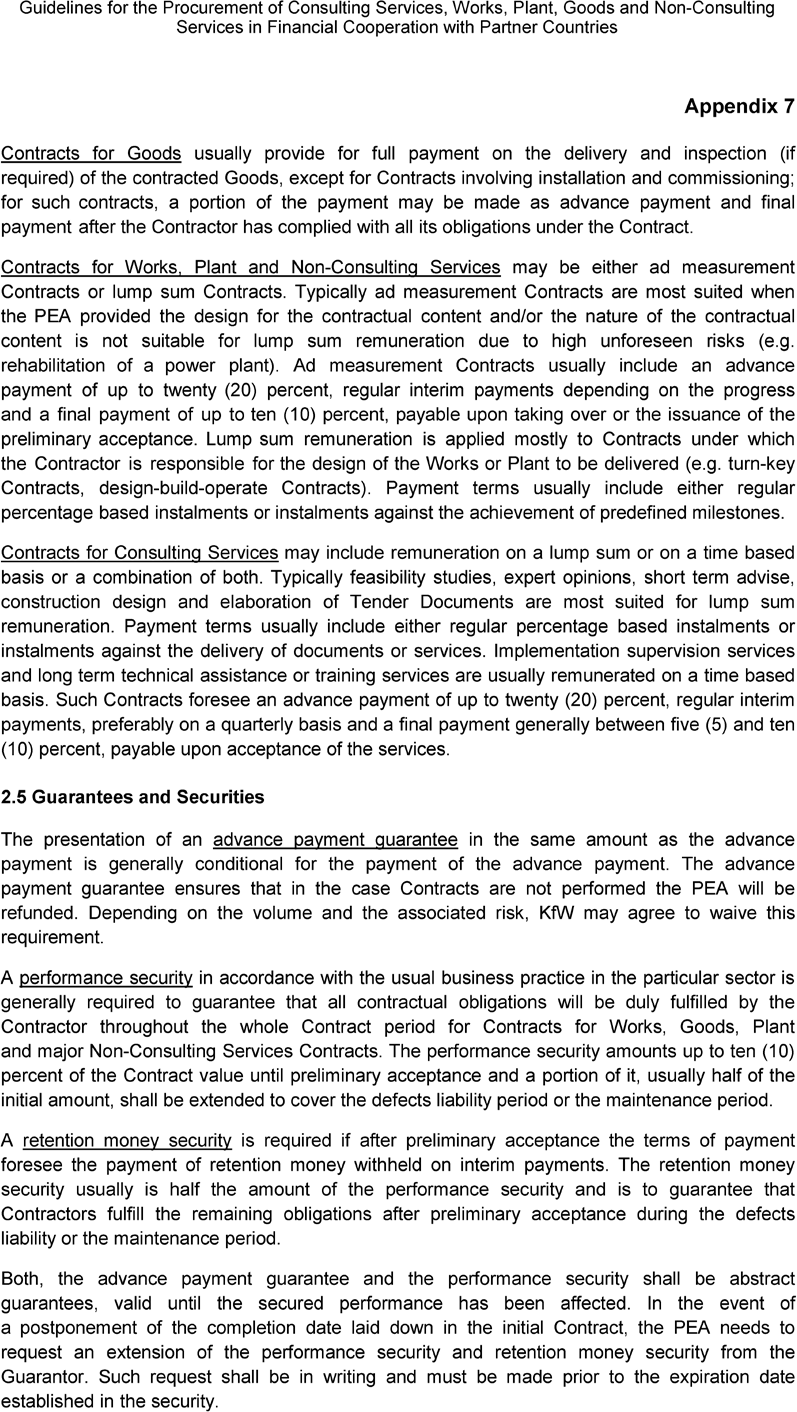 Guidelines for the Procurement of Consulting Services, Works, Plant, Goods and Non-Consulting
Services in Financial Cooperation with Partner Countries
Appendix 7
Contracts for Goods usually provide for full payment on the delivery and inspection (if
required) of the contracted Goods, except for Contracts involving installation and commissioning;
for such contracts, a portion of the payment may be made as advance payment and final
payment after the Contractor has complied with all its obligations under the Contract.
Contracts for Works, Plant and Non-Consulting Services may be either ad measurement
Contracts or lump sum Contracts. Typically ad measurement Contracts are most suited when
the PEA provided the design for the contractual content and/or the nature of the contractual
content is not suitable for lump sum remuneration due to high unforeseen risks (e.g.
rehabilitation of a power plant). Ad measurement Contracts usually include an advance
payment of up to twenty (20) percent, regular interim payments depending on the progress
and a final payment of up to ten (10) percent, payable upon taking over or the issuance of the
preliminary acceptance. Lump sum remuneration is applied mostly to Contracts under which
the Contractor is responsible for the design of the Works or Plant to be delivered (e.g. turn-key
Contracts, design-build-operate Contracts). Payment terms usually include either regular
percentage based instalments or instalments against the achievement of predefined milestones.
Contracts for Consulting Services may include remuneration on a lump sum or on a time based
basis or a combination of both. Typically feasibility studies, expert opinions, short term advise,
construction design and elaboration of Tender Documents are most suited for lump sum
remuneration. Payment terms usually include either regular percentage based instalments or
instalments against the delivery of documents or services. Implementation supervision services
and long term technical assistance or training services are usually remunerated on a time based
basis. Such Contracts foresee an advance payment of up to twenty (20) percent, regular interim
payments, preferably on a quarterly basis and a final payment generally between five (5) and ten
(10) percent, payable upon acceptance of the services.
2.5 Guarantees and Securities
The presentation of an advance payment guarantee in the same amount as the advance
payment is generally conditional for the payment of the advance payment. The advance
payment guarantee ensures that in the case Contracts are not performed the PEA will be
refunded. Depending on the volume and the associated risk, KfW may agree to waive this
requirement.
A performance security in accordance with the usual business practice in the particular sector is
generally required to guarantee that all contractual obligations will be duly fulfilled by the
Contractor throughout the whole Contract period for Contracts for Works, Goods, Plant
and major Non-Consulting Services Contracts. The performance security amounts up to ten (10)
percent of the Contract value until preliminary acceptance and a portion of it, usually half of the
initial amount, shall be extended to cover the defects liability period or the maintenance period.
A retention money security is required if after preliminary acceptance the terms of payment
foresee the payment of retention money withheld on interim payments. The retention money
security usually is half the amount of the performance security and is to guarantee that
Contractors fulfill the remaining obligations after preliminary acceptance during the defects
liability or the maintenance period.
Both, the advance payment guarantee and the performance security shall be abstract
guarantees, valid until the secured performance has been affected. In the event of
a postponement of the completion date laid down in the initial Contract, the PEA needs to
request an extension of the performance security and retention money security from the
Guarantor. Such request shall be in writing and must be made prior to the expiration date
established in the security.